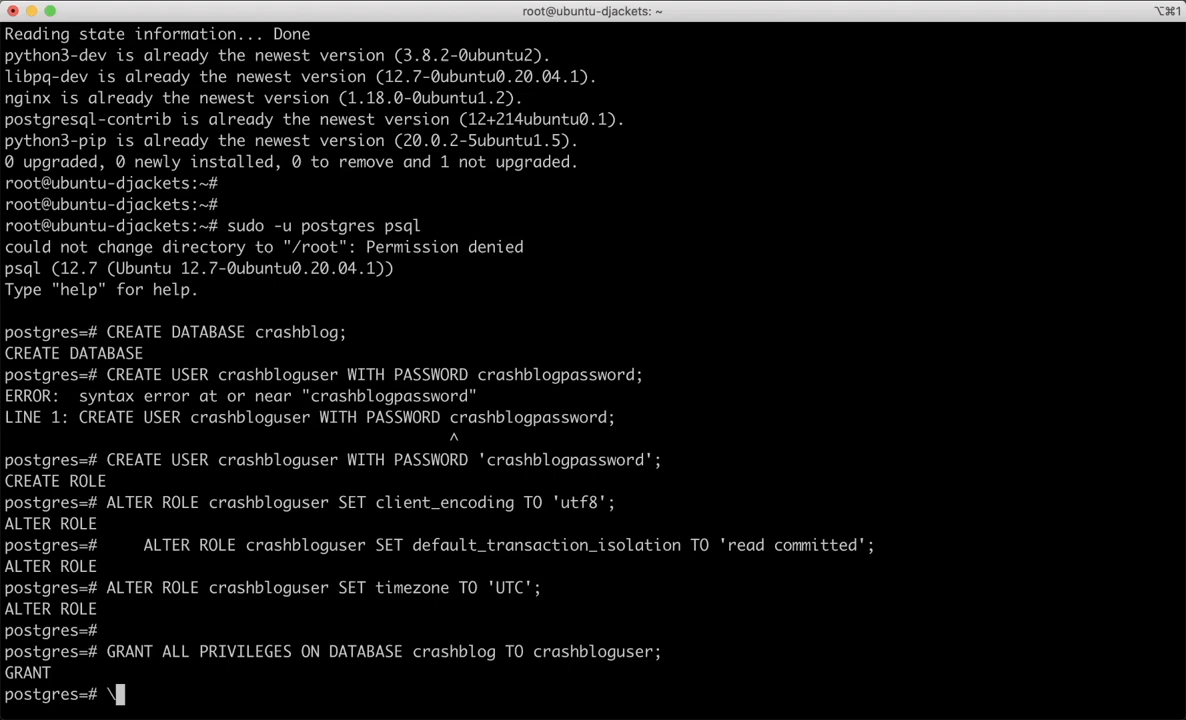 root@ubuntu-djackets: ~
⌥⌘1
Reading state information... Done
python3-dev is already the newest version (3.8.2-0ubuntu2).
libpq-dev is already the newest version (12.7-0ubuntu0.20.04.1).
nginx is already the newest version (1.18.0-0ubuntu1.2).
postgresql-contrib is already the newest version (12+214ubuntu0.1).
python3-pip is already the newest version (20.0.2-5ubuntu1.5).
0 upgraded, 0 newly installed, 0 to remove and 1 not upgraded.
root@ubuntu-djackets:~#
root@ubuntu-djackets:~#
root@ubuntu-djackets:~# sudo -u postgres psql
could not change directory to "/root": Permission denied
psql (12.7 (Ubuntu 12.7-0ubuntu0.20.04.1))
Type "help" for help.
postgres=# CREATE DATABASE crashblog;
CREATE DATABASE
postgres=# CREATE USER crashbloguser WITH PASSWORD crashblogpassword;
ERROR:  syntax error at or near "crashblogpassword"
LINE 1: CREATE USER crashbloguser WITH PASSWORD crashblogpassword;
^
postgres=# CREATE USER crashbloguser WITH PASSWORD 'crashblogpassword';
CREATE ROLE
postgres=# ALTER ROLE crashbloguser SET client_encoding TO 'utf8';
ALTER ROLE
postgres=#     ALTER ROLE crashbloguser SET default_transaction_isolation TO 'read committed';
ALTER ROLE
postgres=# ALTER ROLE crashbloguser SET timezone TO 'UTC';
ALTER ROLE
postgres=#
postgres=# GRANT ALL PRIVILEGES ON DATABASE crashblog TO crashbloguser;
GRANT
postgres=# \